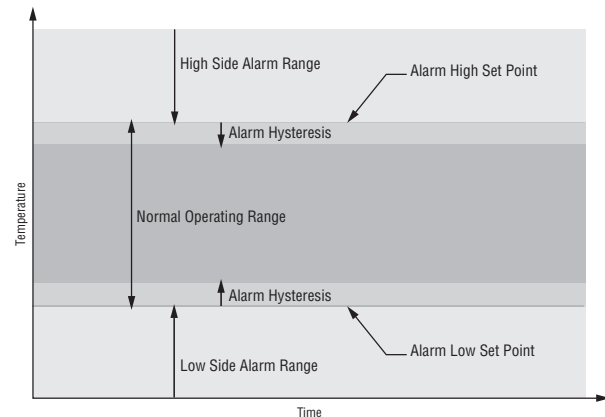 High Side Alarm Range
Alarm High Set Point
Alarm Hysteresis
Normal Operating Range
Temperature
Alarm Hysteresis
Alarm Low Set Point
Low Side Alarm Range
Time